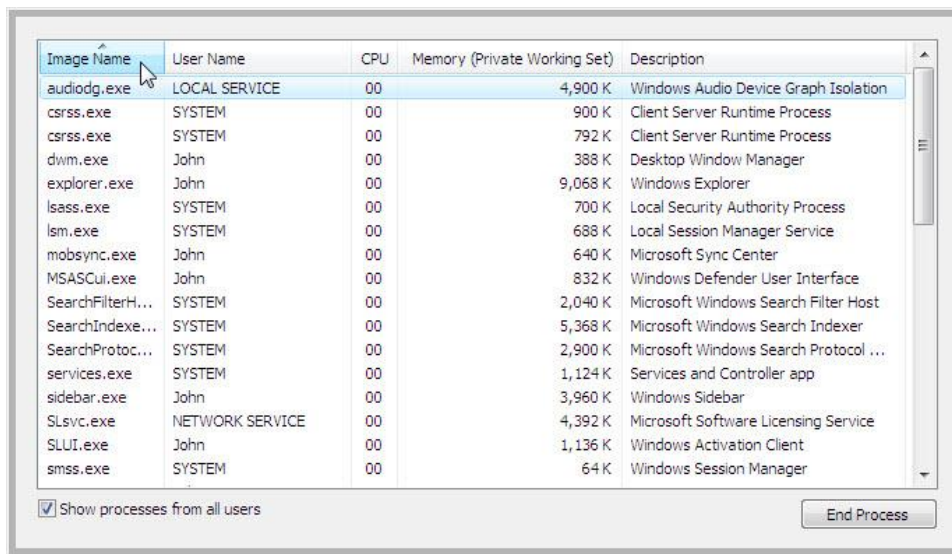 Image Name User Name CPU Memory (Private Working Set) Description
audiodg.exe LOCAL SERVICE 00 4,900 K Windows Audio Device Graph Isolation
csrss.exe SYSTEM 00 900 K Client Server Runtime Process
csrss.exe SYSTEM 00 792 K Client Server Runtime Process
dwm.exe John 00 388 K Desktop Window Manager
explorer.exe John 00 9,068 K Windows Explorer
lsass.exe SYSTEM 00 700 K Local Security Authority Process
lsm.exe SYSTEM 00 688 K Local Session Manager Service
mobsync.exe John 00 640 K Microsoft Sync Center
MSASCui.exe John 00 832 K Windows Defender User Interface
SearchFilterH... SYSTEM 00 2,040 K Microsoft Windows Search Filter Host
SearchIndexe... SYSTEM 00 5,368 K Microsoft Windows Search Indexer
SearchProtoc... SYSTEM 00 2,900 K Microsoft Windows Search Protocol ...
services.exe SYSTEM 00 1,124 K Services and Controller app
sidebar.exe John 00 3,960 K Windows Sidebar
SLsvc.exe NETWORK SERVICE 00 4,392 K Microsoft Software Licensing Service
SLUI.exe John 00 1,136 K Windows Activation Client
smss.exe SYSTEM 00 64 K Windows Session Manager
Show processes from all users
End Process